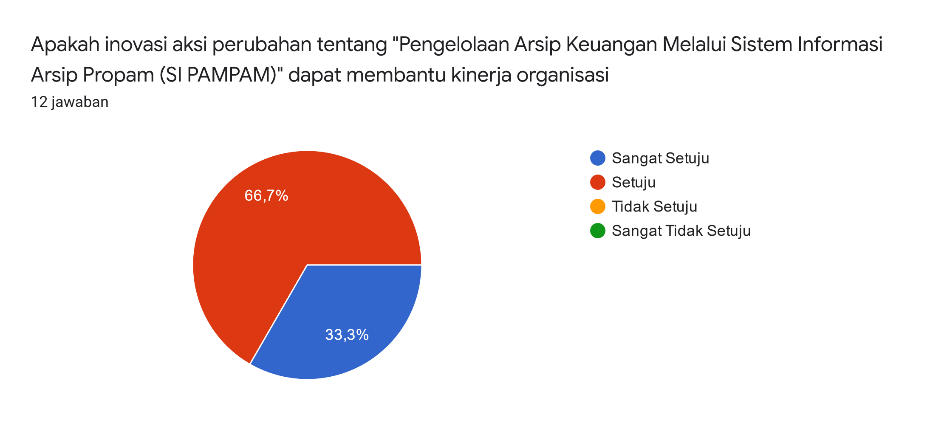 Apakah inovasi aksi perubahan tentang "Pengelolaan Arsip Keuangan Melalui Sistem Informasi
Arsip Propam (SI PAMPAM)" dapat membantu kinerja organisasi
12 jawaban
66,7%
33,3%
Sangat Setuju
Setuju
Tidak Setuju
Sangat Tidak Setuju